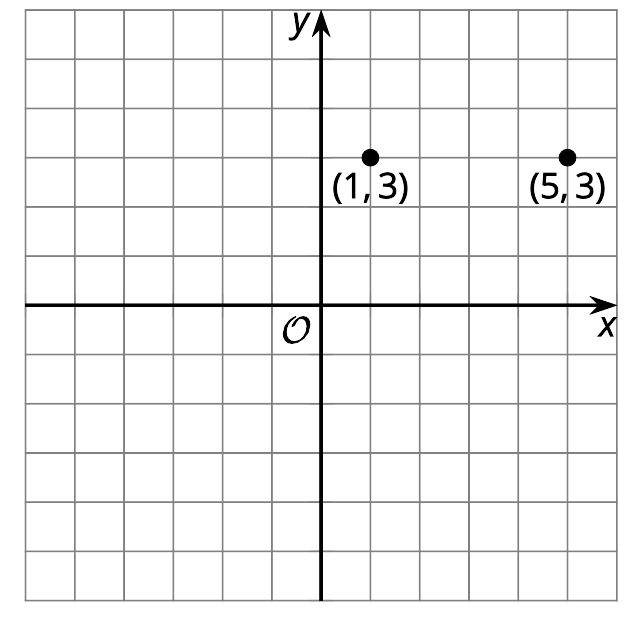 y
(1, 3)
(5, 3)
O
x